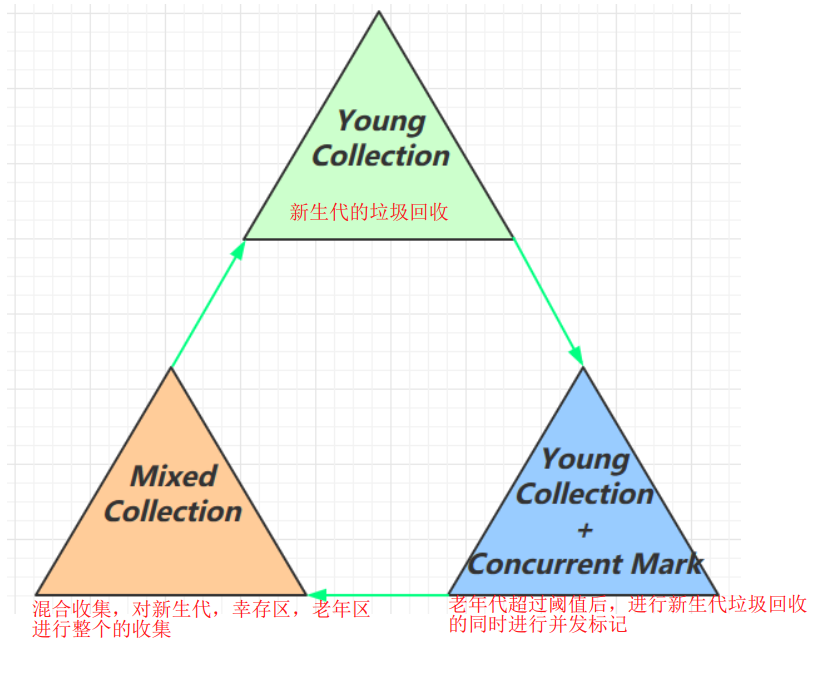 Young
Collection
新生代的垃圾回收
Mixed
Collection
混合收集，对新生代，幸存区，老年区
进行整个的收集
Young
Collection
+
Concurrent Mark
老年代超过阈值后，进行新生代垃圾回收
的同时进行并发标记